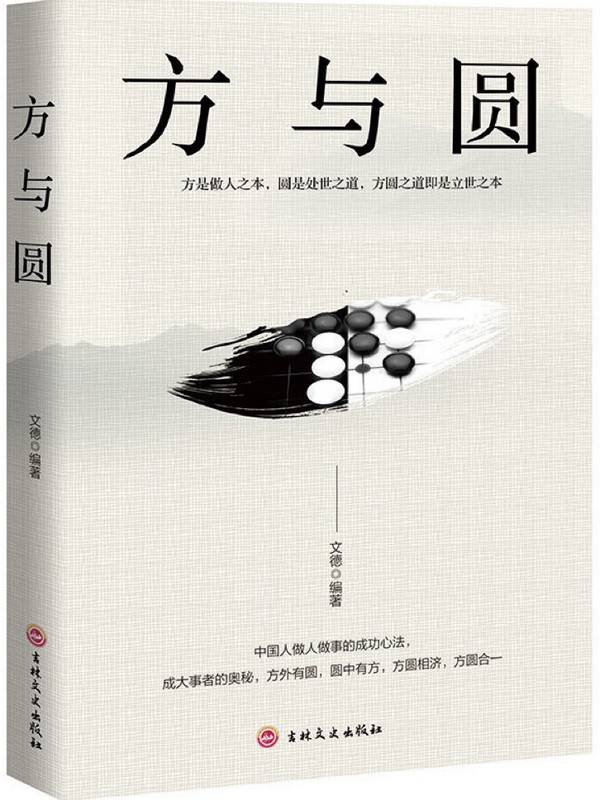 方与圆
方是做人之本，圆是处世之道，方圆之道即是立世之本
文德◎编著
中国人做人做事的成功心法，
成大事者的奥秘，方外有圆，圆中有方，方圆相济，方圆合一
吉林文史出版社
方与圆
文德◎编著
吉林文史出版社